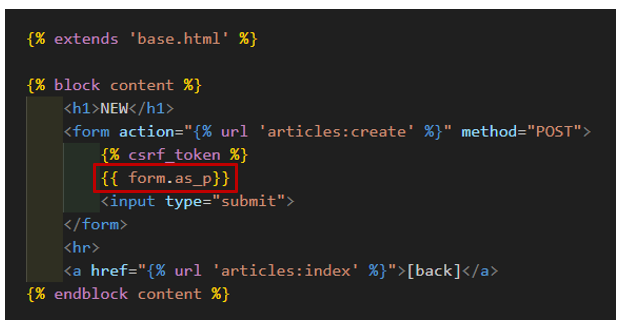 {% extends 'base.html' %}
{% block content %}
<h1>NEW</h1>
<form action="{% url 'articles:create' %}" method="POST">
{% csrf_token %}
{{ form.as_p}}
<input type="submit">
</form>
<hr>
<a href="{% url 'articles:index' %}">[back]</a>
{% endblock content %}